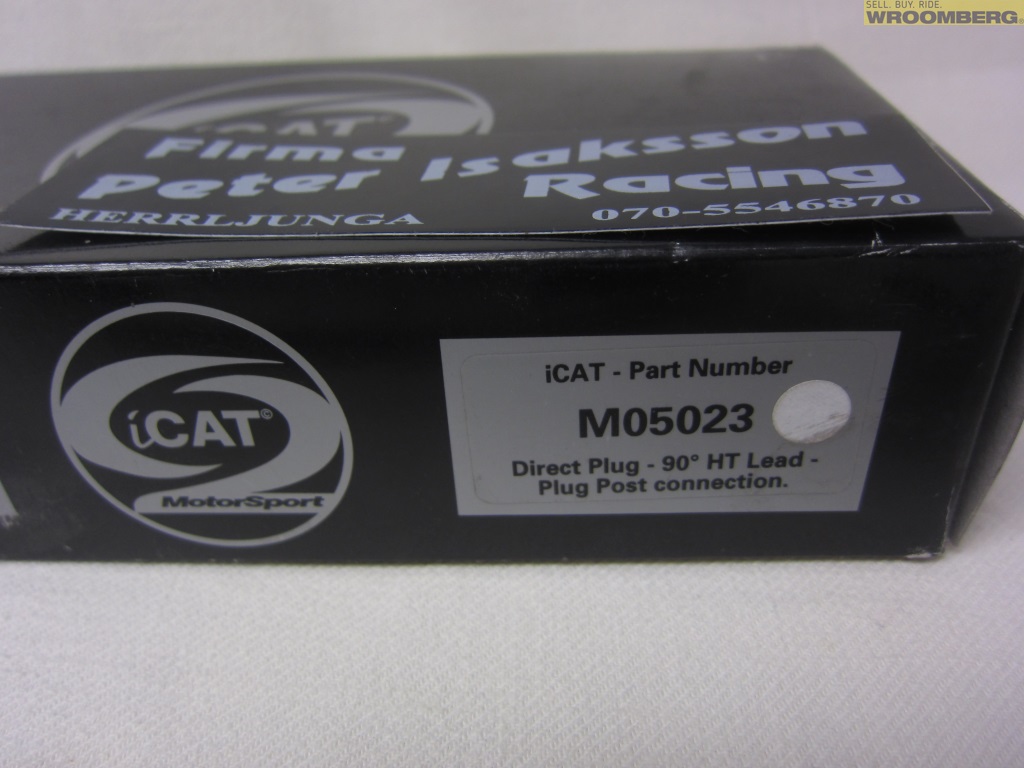 SELL. BUY. RIDE.
WROOMBERG
iCAT
Firma
Peter Isaksson
Racing
HERRLJUNGA 070-5546870
iCAT©
MotorSport
iCAT - Part Number
M05023
Direct Plug - 90° HT Lead -
Plug Post connection.